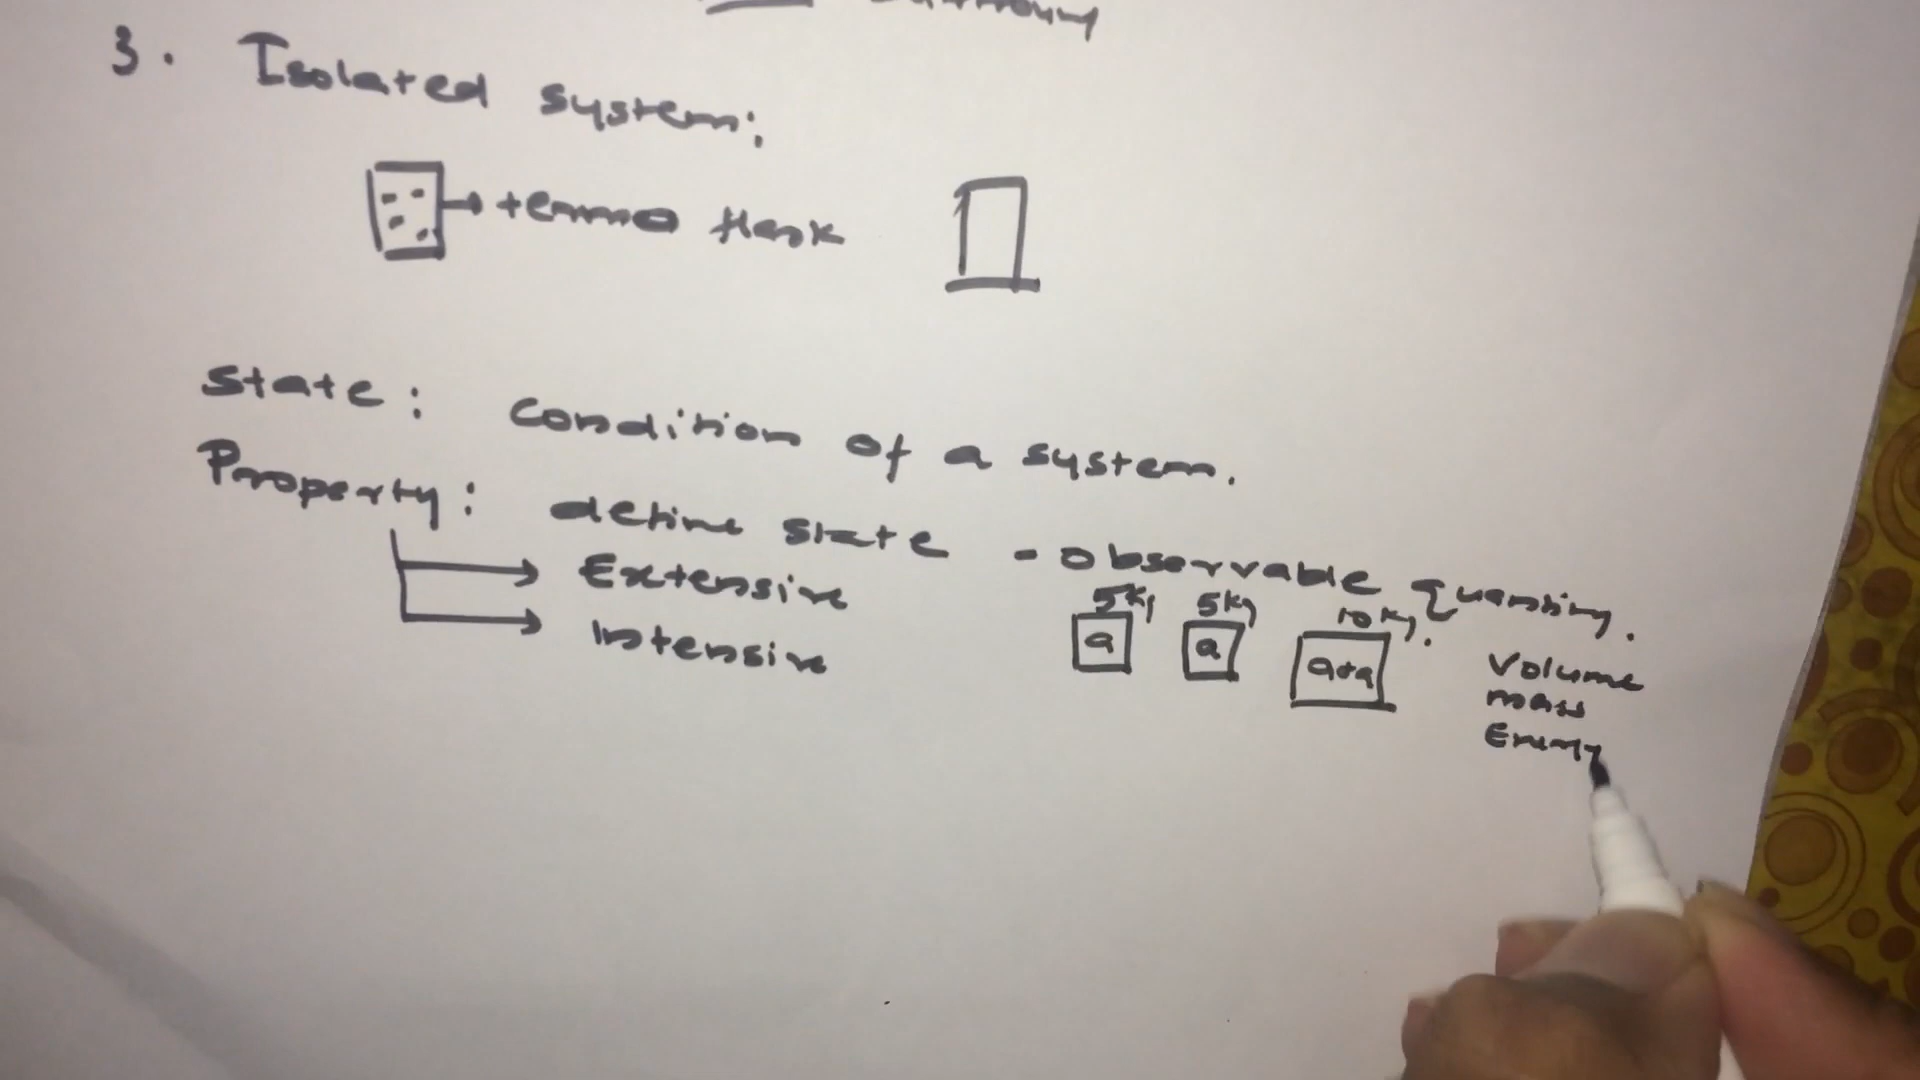 3. Isolated system:
flask
State: condition of a system.
Property: define state - observable quantity.
Extensive
Intensive
5kg 5kg 10kg.
a a a+a
Volume
mass
Energy